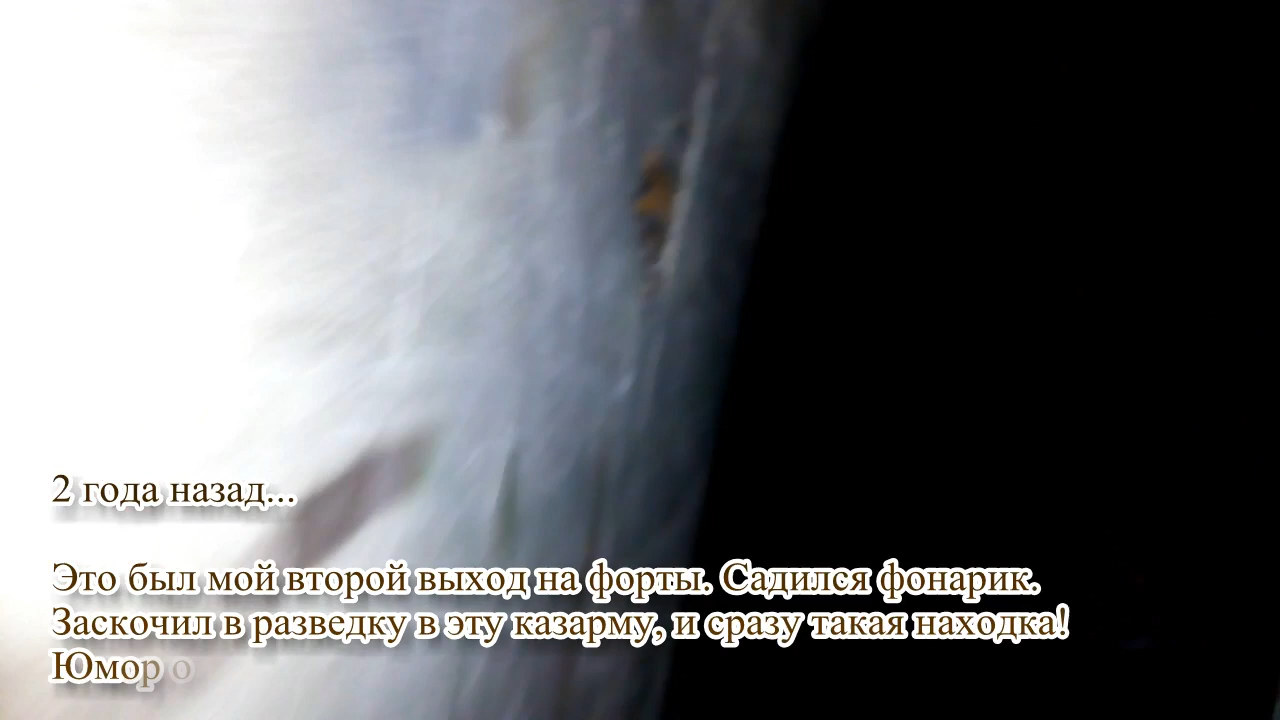 2 года назад...
Это был мой второй выход на форты. Садился фонарик.
Заскочил в разведку в эту казарму, и сразу такая находка!
Юмор о